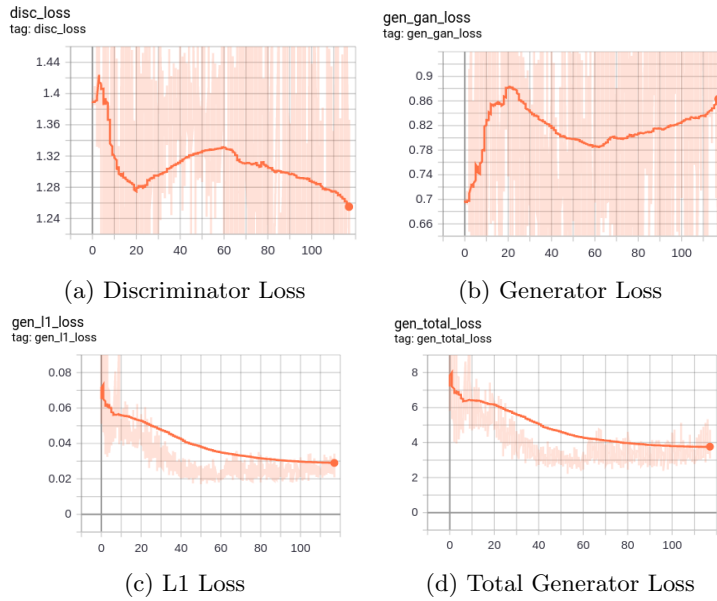 disc_loss
tag: disc_loss
1.44
1.4
1.36
1.32
1.28
1.24
0 20 40 60 80 100
(a) Discriminator Loss
gen_gan_loss
tag: gen_gan_loss
0.9
0.86
0.82
0.78
0.74
0.7
0.66
0 20 40 60 80 100
(b) Generator Loss
gen_l1_loss
tag: gen_l1_loss
0.08
0.06
0.04
0.02
0
0 20 40 60 80 100
(c) L1 Loss
gen_total_loss
tag: gen_total_loss
8
6
4
2
0
0 20 40 60 80 100
(d) Total Generator Loss